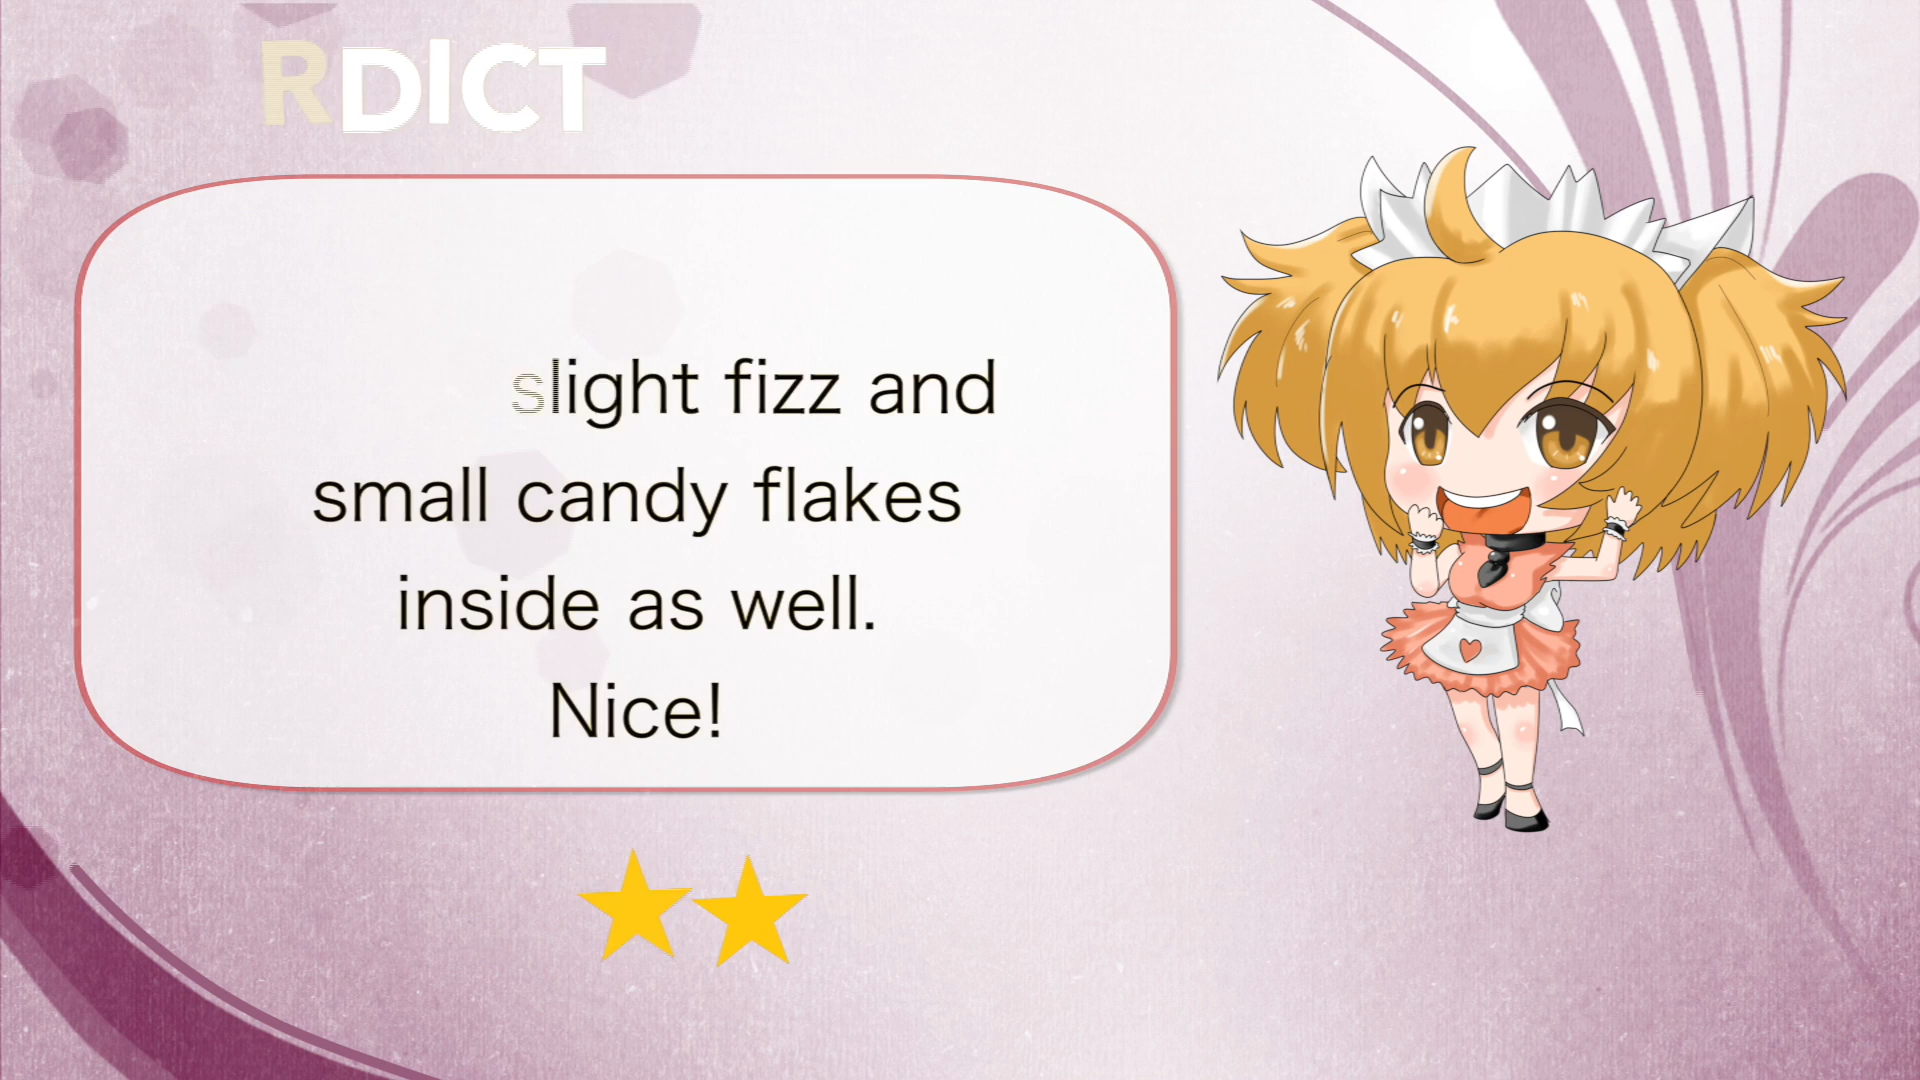 RDICT
slight fizz and
small candy flakes
inside as well.
Nice!